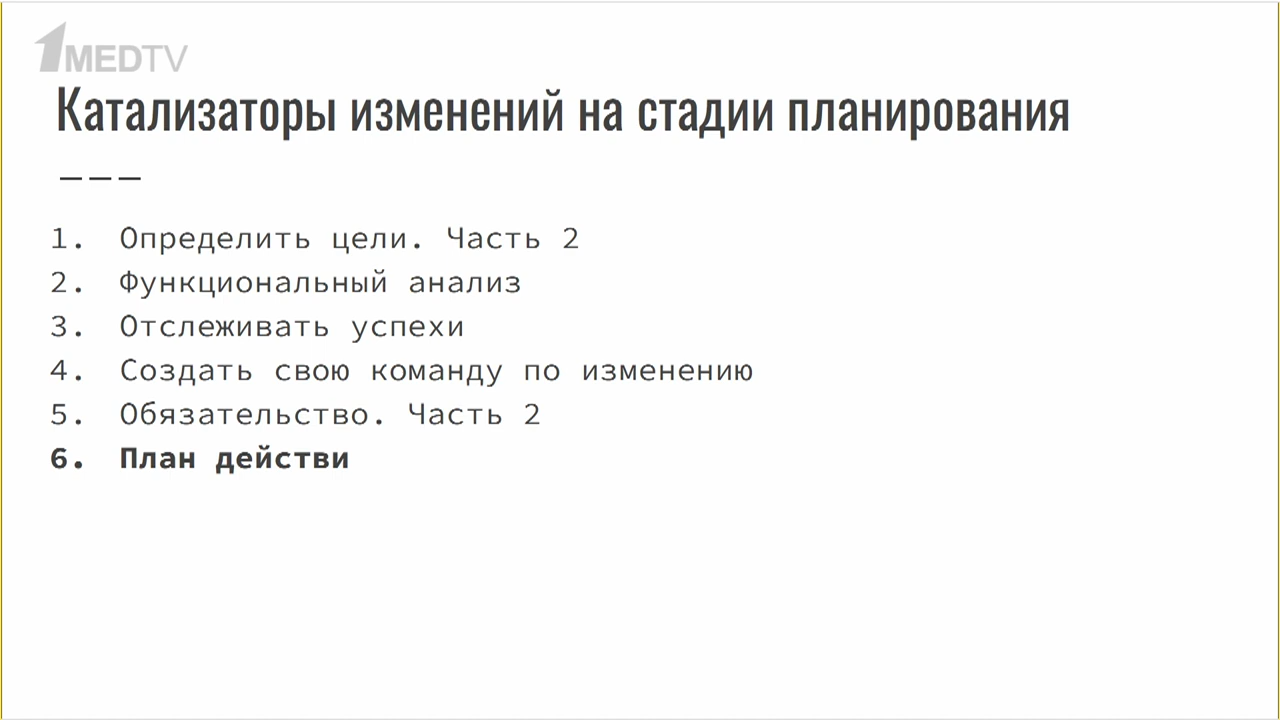 1MEDTV
Катализаторы изменений на стадии планирования
1. Определить цели. Часть 2
2. Функциональный анализ
3. Отслеживать успехи
4. Создать свою команду по изменению
5. Обязательство. Часть 2
6. План действи